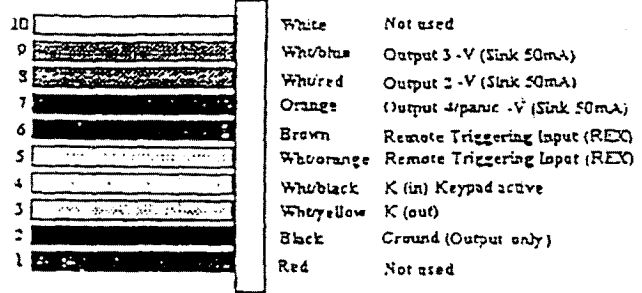 10 White Not used
9 Wht/blue Output 3 -V (Sink 50mA)
8 Wht/red Output 2 -V (Sink 50mA)
7 Orange Output 4/panic -V (Sink 50mA)
6 Brown Remote Triggering Input (REX)
5 Wht/orange Remote Triggering Input (REX)
4 Wht/black K (in) Keypad active
3 Wht/yellow K (out)
2 Black Ground (Output only)
1 Red Not used